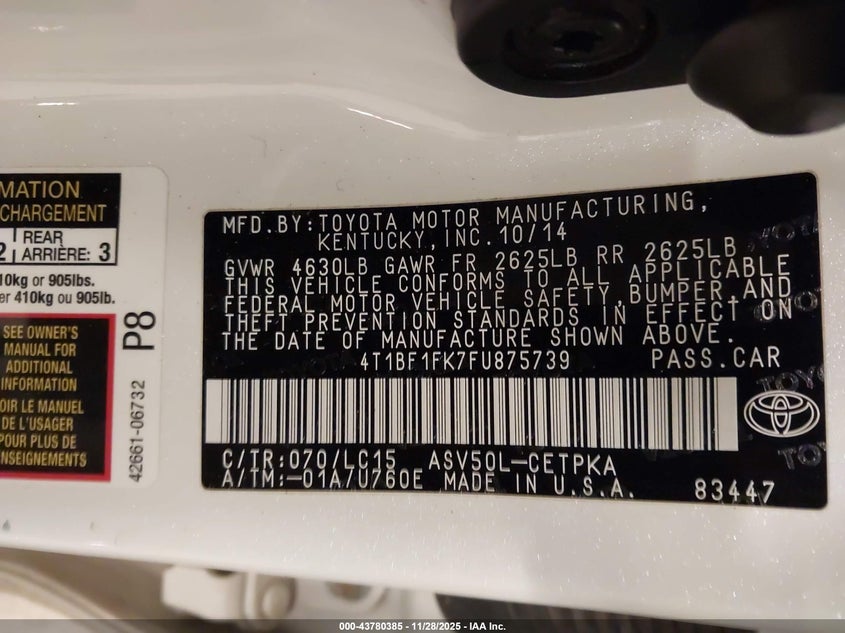 MATION
CHARGEMENT
2 REAR ARRIÈRE: 3
10kg or 905lbs.
er 410kg ou 905lb.
SEE OWNER'S
MANUAL FOR
ADDITIONAL
INFORMATION
OIR LE MANUEL
DE L'USAGER
POUR PLUS DE
ENSEIGNEMENTS
P8
42661-06732
MFD.BY:TOYOTA MOTOR MANUFACTURING,
KENTUCKY,INC.10/14
GVWR 4630LB GAWR FR 2625LB RR 2625LB
THIS VEHICLE CONFORMS TO ALL APPLICABLE
FEDERAL MOTOR VEHICLE SAFETY,BUMPER,AND
THEFT PREVENTION STANDARDS IN EFFECT ON
THE DATE OF MANUFACTURE SHOWN ABOVE.
4T1BF1FK7FU875739 PASS.CAR
C/TR:070/LC15 ASV50L-CETPKA
A/TM:-01A/U760E MADE IN U.S.A. 83447
000-43780385 - 11/28/2025 - IAA Inc.